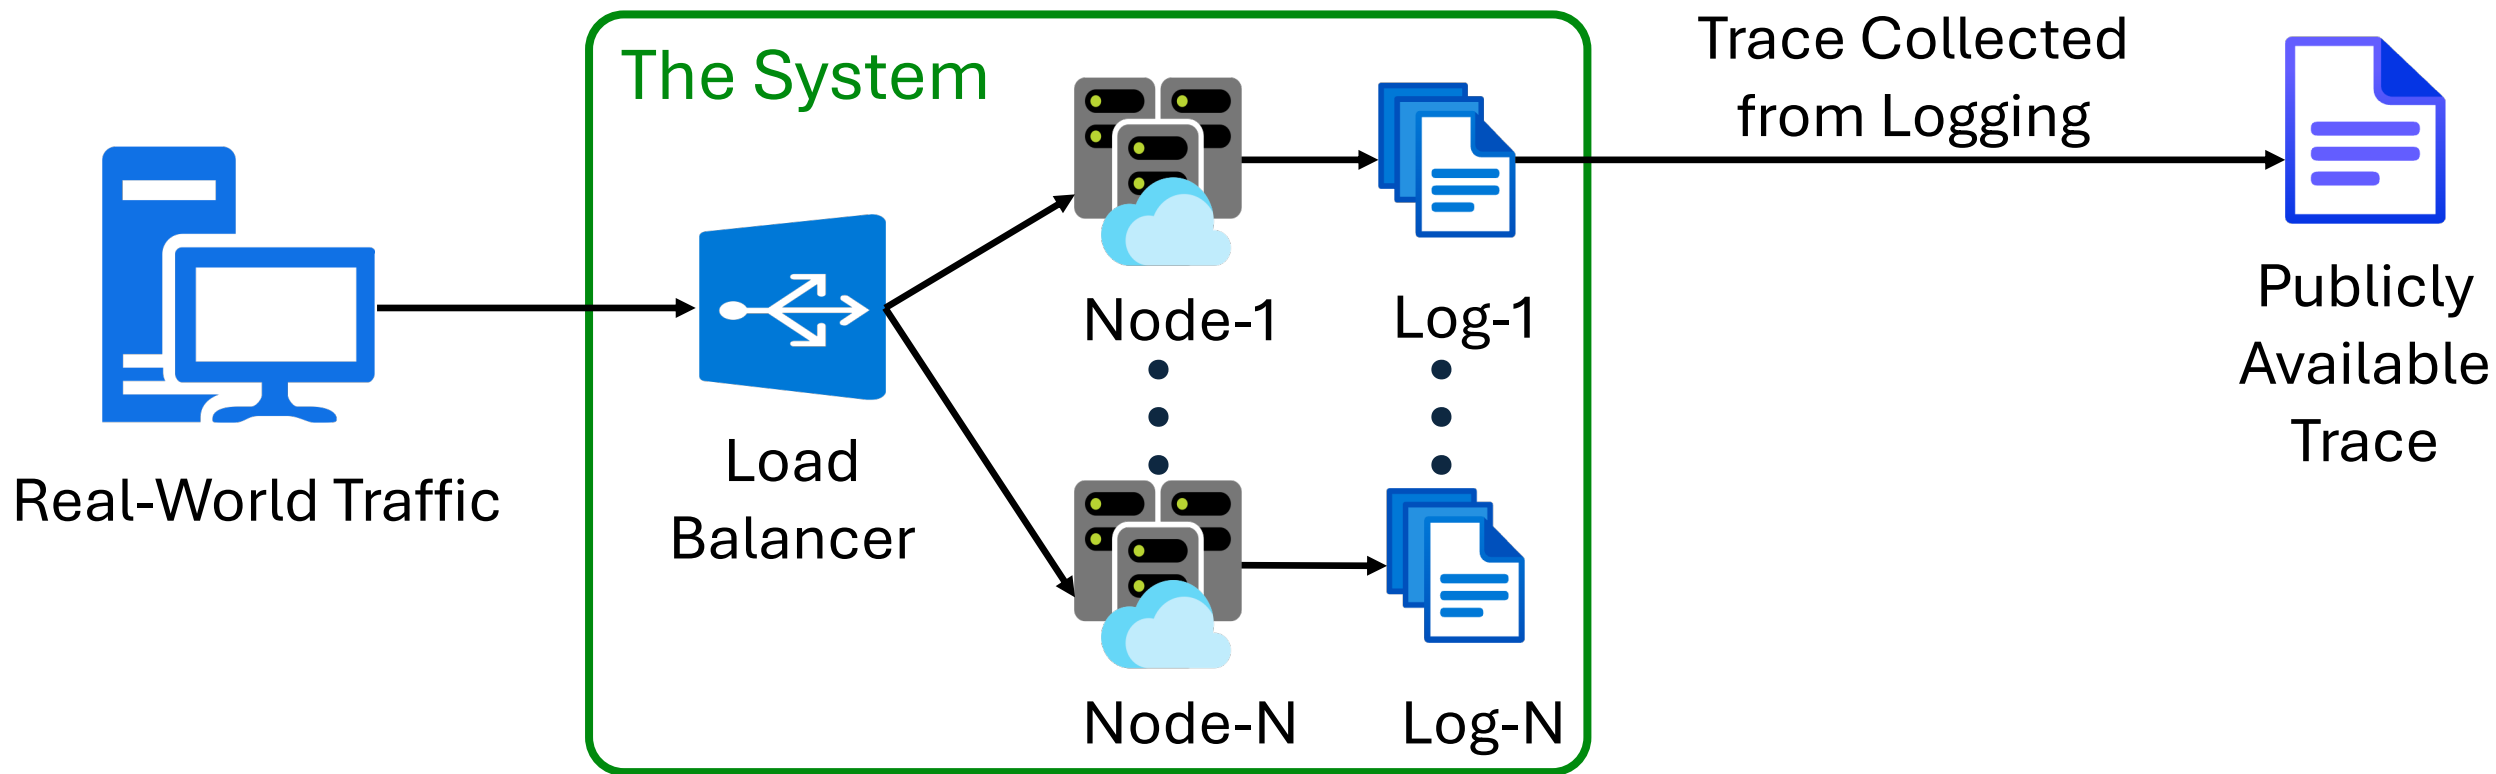 The System
Trace Collected
from Logging
Real-World Traffic
Load
Balancer
Node-1
Log-1
Node-N
Log-N
Publicly
Available
Trace